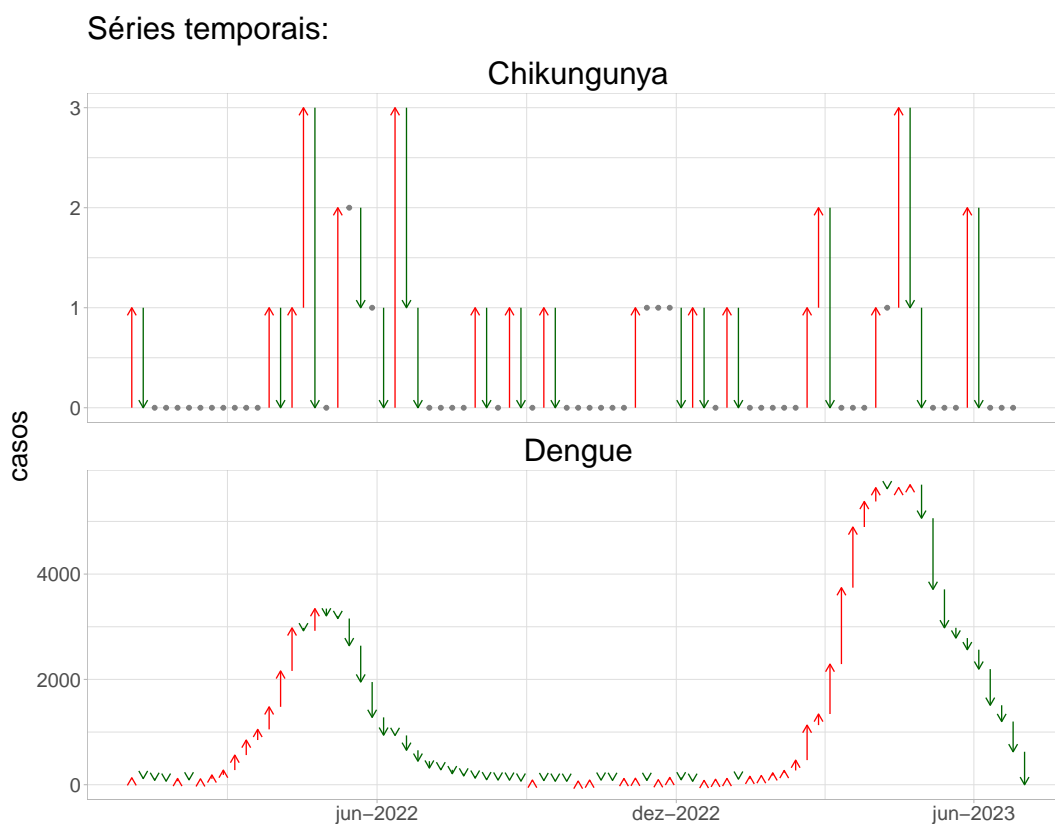 Séries temporais:
Chikungunya
3
2
1
0
casos
Dengue
4000
2000
0
jun−2022 dez−2022 jun−2023